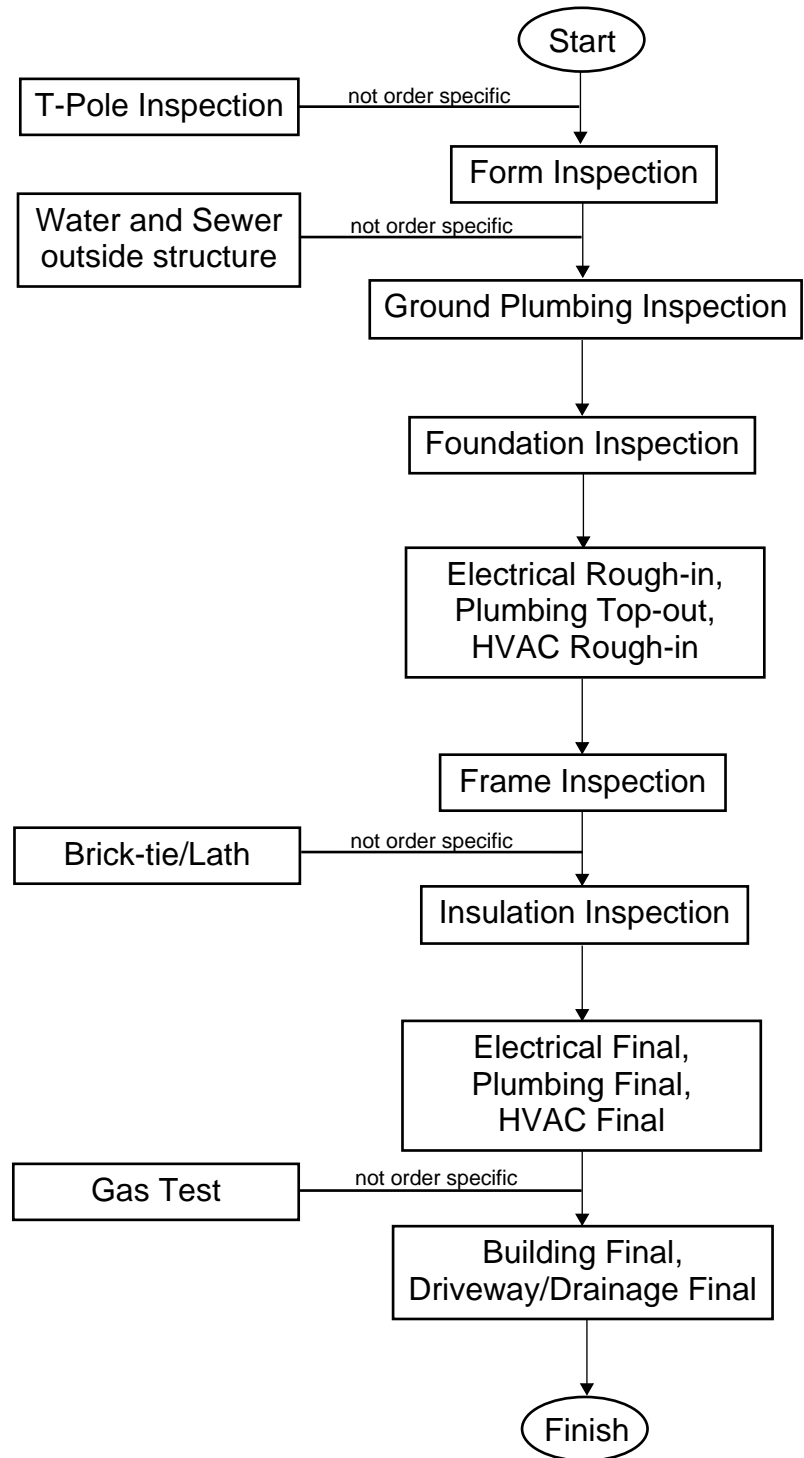 Start
T-Pole Inspection
not order specific
Form Inspection
Water and Sewer
outside structure
not order specific
Ground Plumbing Inspection
Foundation Inspection
Electrical Rough-in,
Plumbing Top-out,
HVAC Rough-in
Frame Inspection
Brick-tie/Lath
not order specific
Insulation Inspection
Electrical Final,
Plumbing Final,
HVAC Final
Gas Test
not order specific
Building Final,
Driveway/Drainage Final
Finish